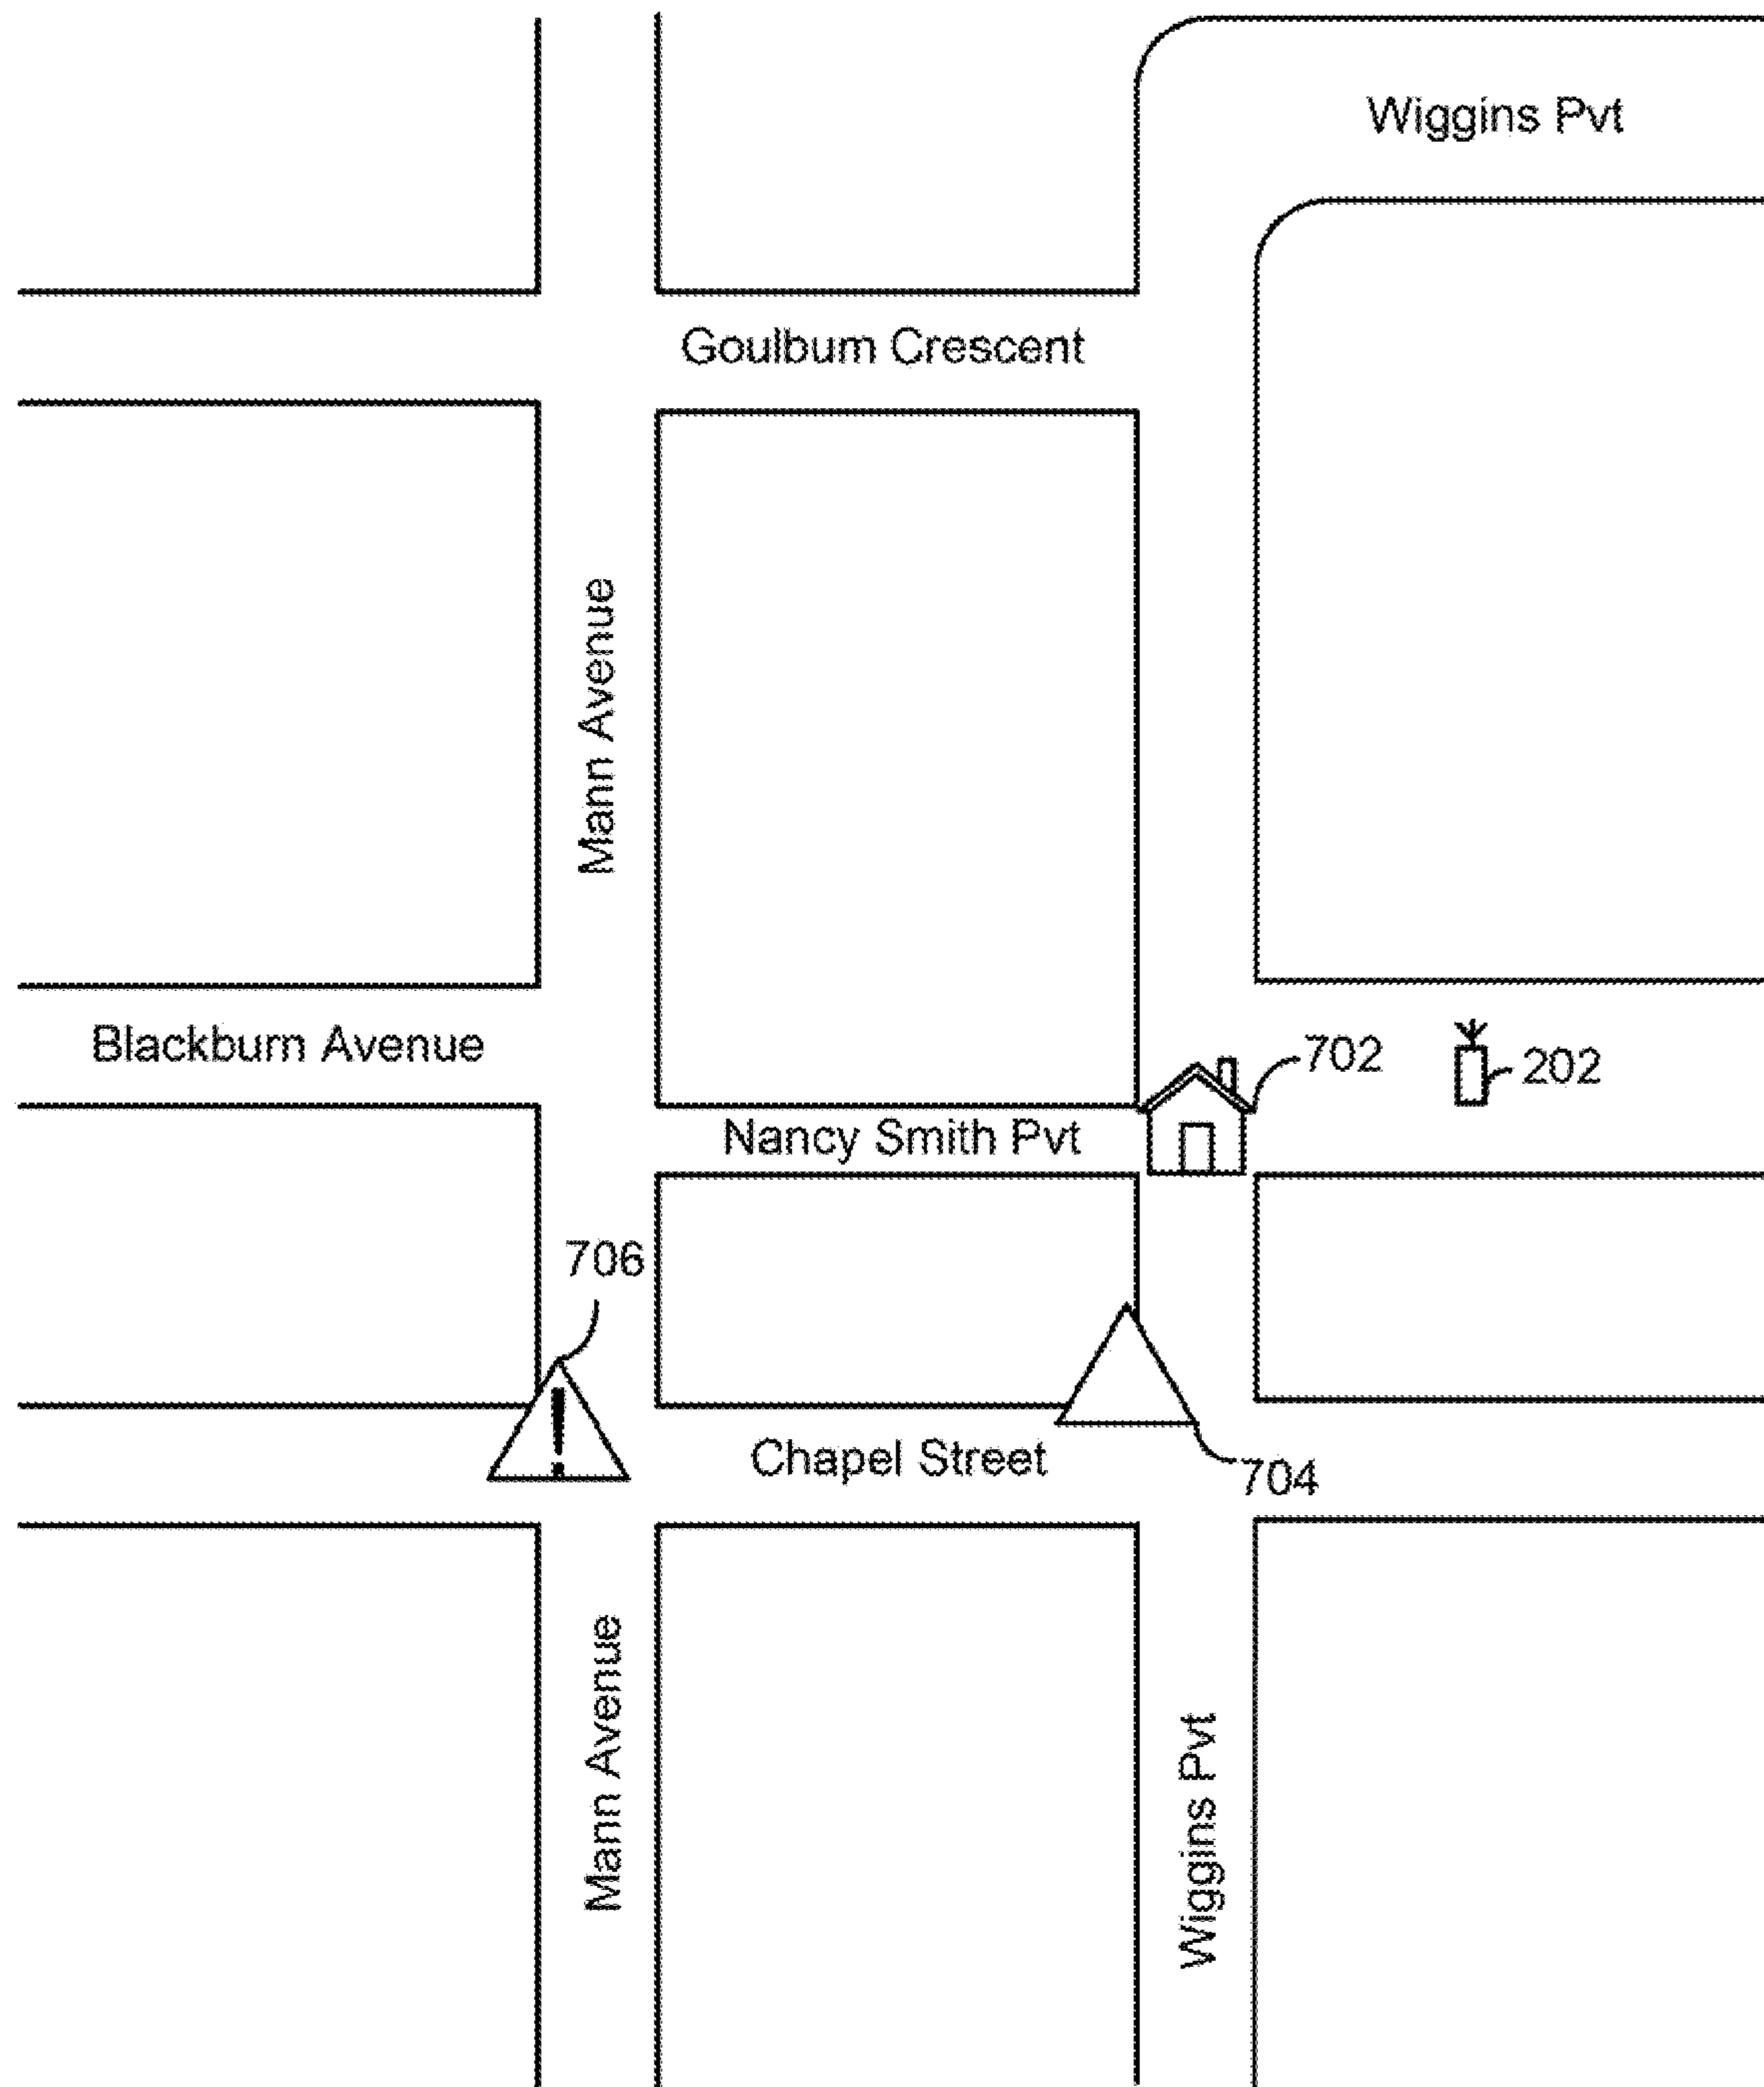 Wiggins Pvt
Goulbum Crescent
Mann Avenue
Blackburn Avenue
702
202
Nancy Smith Pvt
706
!
Chapel Street
704
Mann Avenue
Wiggins Pvt